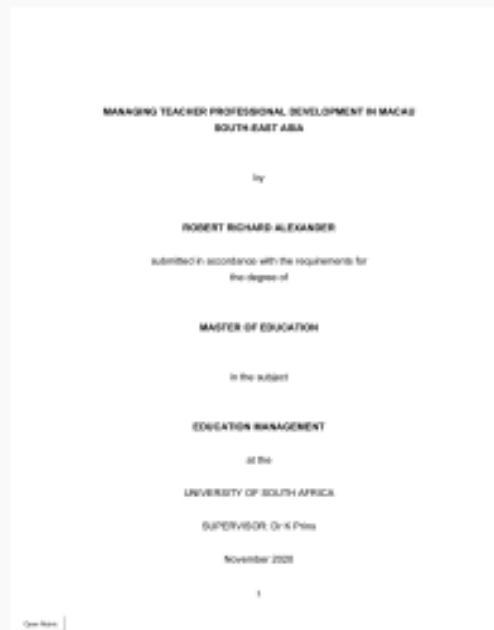 MANAGING TEACHER PROFESSIONAL DEVELOPMENT IN MACAU
SOUTH-EAST ASIA
by
ROBERT RICHARD ALEXANDER
submitted in accordance with the requirements for
the degree of
MASTER OF EDUCATION
in the subject
EDUCATION MANAGEMENT
at the
UNIVERSITY OF SOUTH AFRICA
SUPERVISOR: Dr K Prins
November 2020
1
Open Rubric